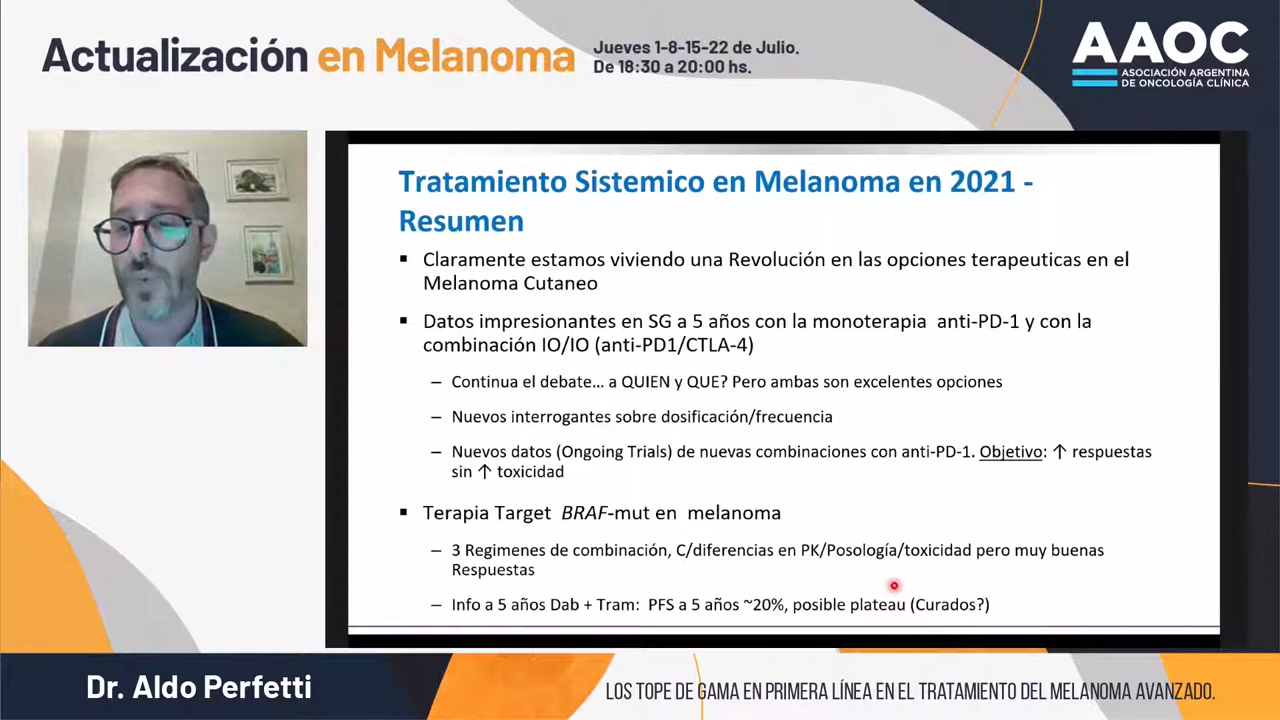 Actualización en Melanoma
Jueves 1-8-15-22 de Julio.
De 18:30 a 20:00 hs.
AAOC
ASOCIACIÓN ARGENTINA
DE ONCOLOGÍA CLÍNICA
Tratamiento Sistemico en Melanoma en 2021 -
Resumen
▪ Claramente estamos viviendo una Revolución en las opciones terapeuticas en el
Melanoma Cutaneo
▪ Datos impresionantes en SG a 5 años con la monoterapia anti-PD-1 y con la
combinación IO/IO (anti-PD1/CTLA-4)
– Continua el debate… a QUIEN y QUE? Pero ambas son excelentes opciones
– Nuevos interrogantes sobre dosificación/frecuencia
– Nuevos datos (Ongoing Trials) de nuevas combinaciones con anti-PD-1. Objetivo: ↑ respuestas
sin ↑ toxicidad
▪ Terapia Target BRAF-mut en melanoma
– 3 Regimenes de combinación, C/diferencias en PK/Posología/toxicidad pero muy buenas
Respuestas
– Info a 5 años Dab + Tram: PFS a 5 años ~20%, posible plateau (Curados?)
Dr. Aldo Perfetti
LOS TOPE DE GAMA EN PRIMERA LÍNEA EN EL TRATAMIENTO DEL MELANOMA AVANZADO.